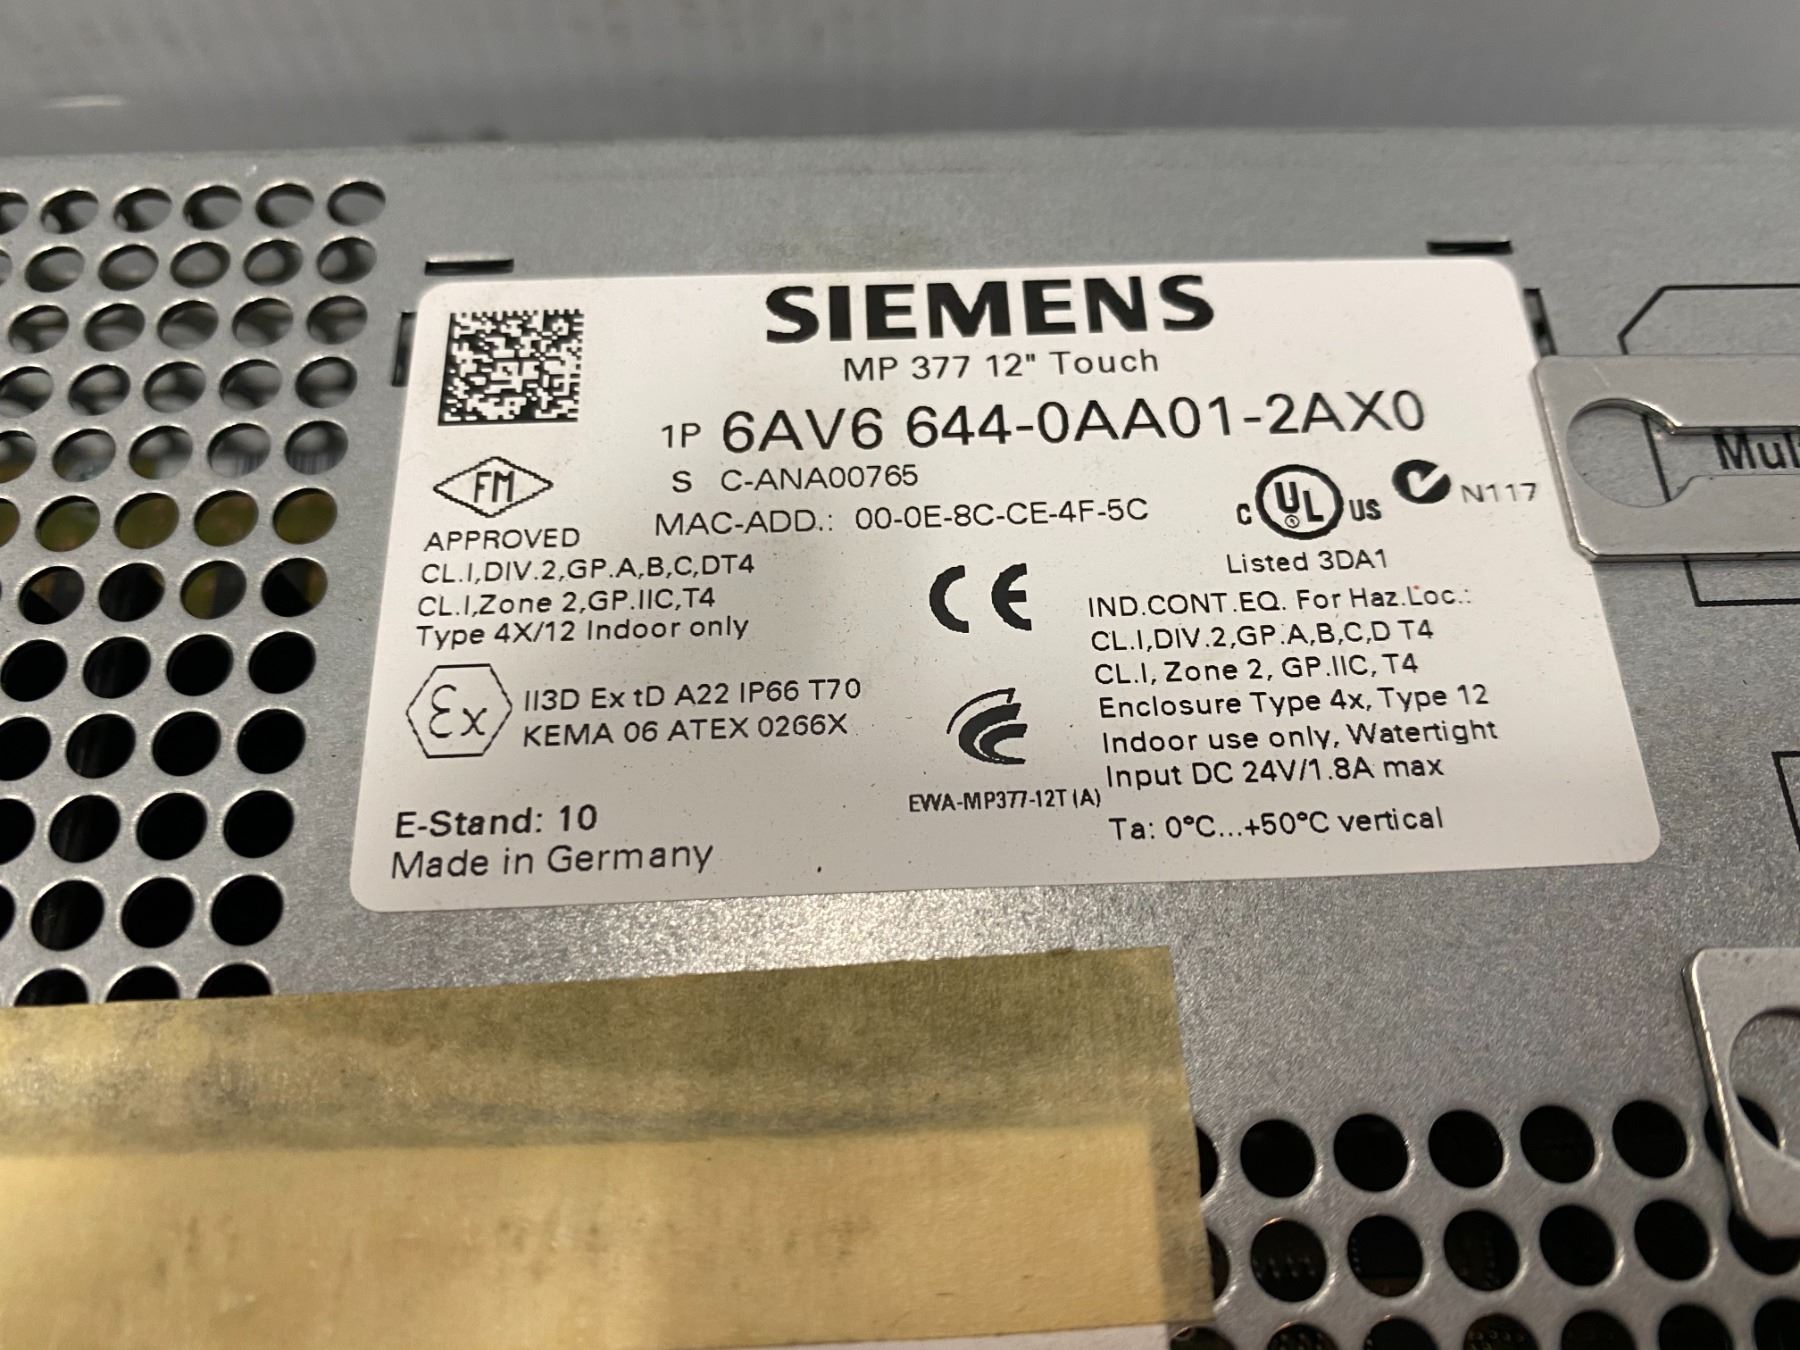 SIEMENS
MP 377 12" Touch
1P 6AV6 644-0AA01-2AX0
S C-ANA00765
MAC-ADD.: 00-0E-8C-CE-4F-5C
FM
APPROVED
CL.I,DIV.2,GP.A,B,C,DT4
CL.I,Zone 2,GP.IIC,T4
Type 4X/12 Indoor only
Ex II3D Ex tD A22 IP66 T70
KEMA 06 ATEX 0266X
E-Stand: 10
Made in Germany
CE
EWA-MP377-12T (A)
C UL US N117
Listed 3DA1
IND.CONT.EQ. For Haz.Loc.:
CL.I,DIV.2,GP.A,B,C,D T4
CL.I, Zone 2, GP.IIC, T4
Enclosure Type 4x, Type 12
Indoor use only, Watertight
Input DC 24V/1.8A max
Ta: 0°C...+50°C vertical
Mul